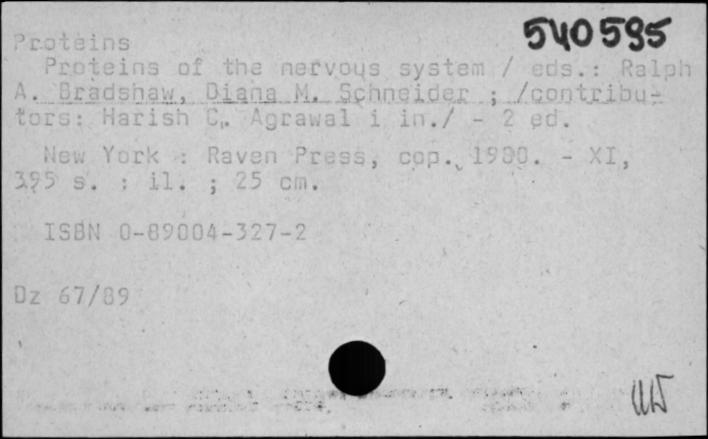 540595
Proteins
Proteins of the nervous system / eds.: Ralph
A. Bradshaw, Diana M. Schneider ; /contribu-
tors: Harish C. Agrawal i in./ - 2 ed.
New York : Raven Press, cop. 1980. - XI,
395 s. : il. ; 25 cm.
ISBN 0-89004-327-2
Dz 67/89